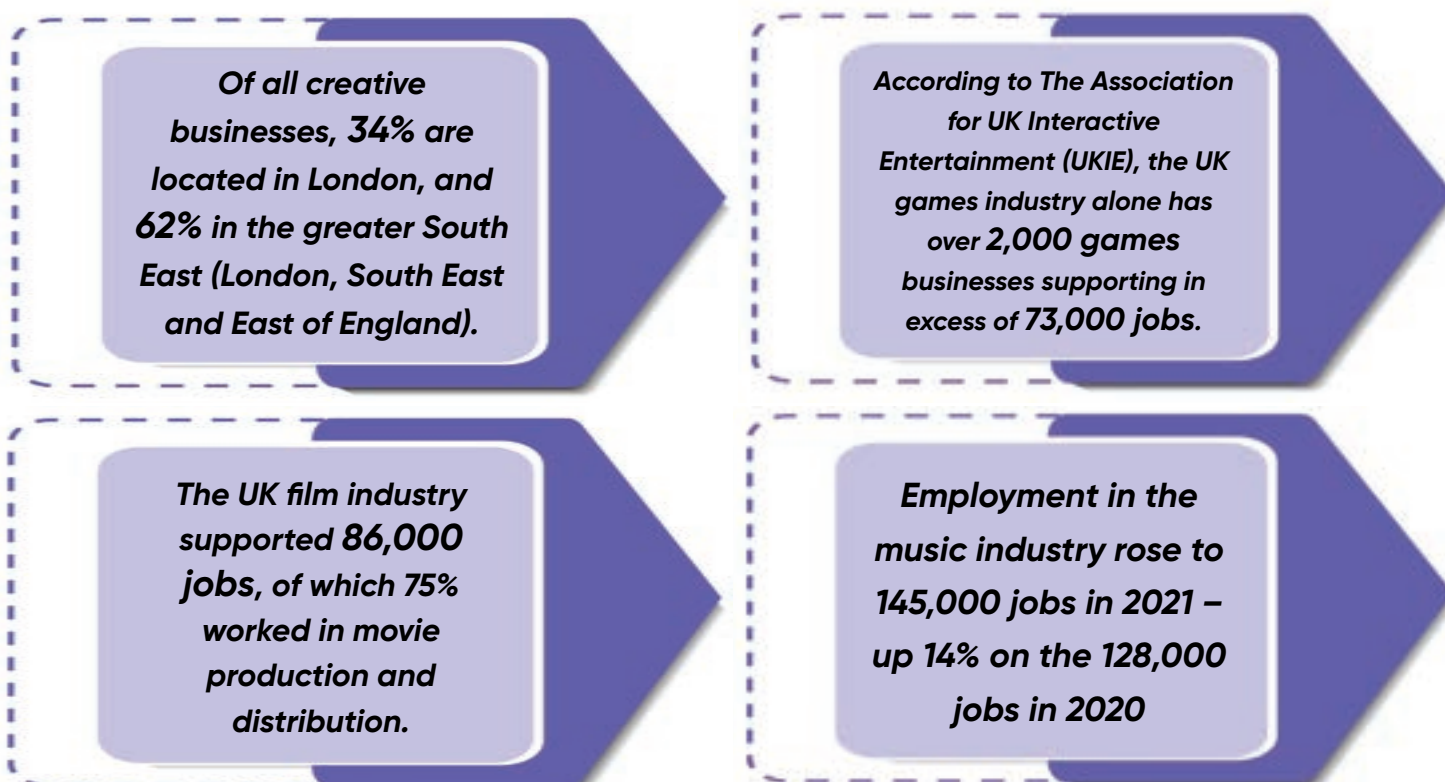 Of all creative
businesses, 34% are
located in London, and
62% in the greater South
East (London, South East
and East of England).
According to The Association
for UK Interactive
Entertainment (UKIE), the UK
games industry alone has
over 2,000 games
businesses supporting in
excess of 73,000 jobs.
The UK film industry
supported 86,000
jobs, of which 75%
worked in movie
production and
distribution.
Employment in the
music industry rose to
145,000 jobs in 2021 –
up 14% on the 128,000
jobs in 2020